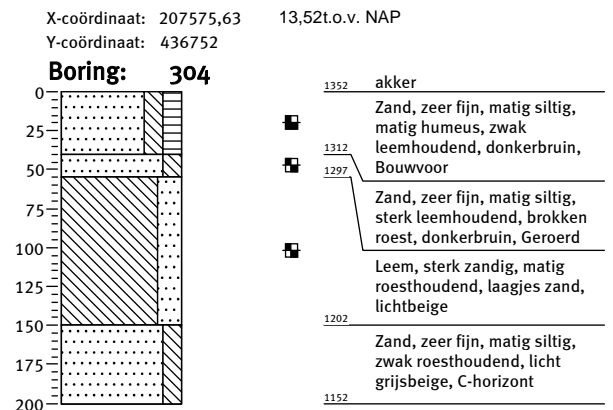 X-coördinaat: 207575,63 13,52t.o.v. NAP
Y-coördinaat: 436752
Boring: 304
0
25
50
75
100
125
150
175
200
1352 akker
Zand, zeer fijn, matig siltig,
matig humeus, zwak
leemhoudend, donkerbruin,
Bouwvoor
1312
1297
Zand, zeer fijn, matig siltig,
sterk leemhoudend, brokken
roest, donkerbruin, Geroerd
Leem, sterk zandig, matig
roesthoudend, laagjes zand,
lichtbeige
1202
Zand, zeer fijn, matig siltig,
zwak roesthoudend, licht
grijsbeige, C-horizont
1152